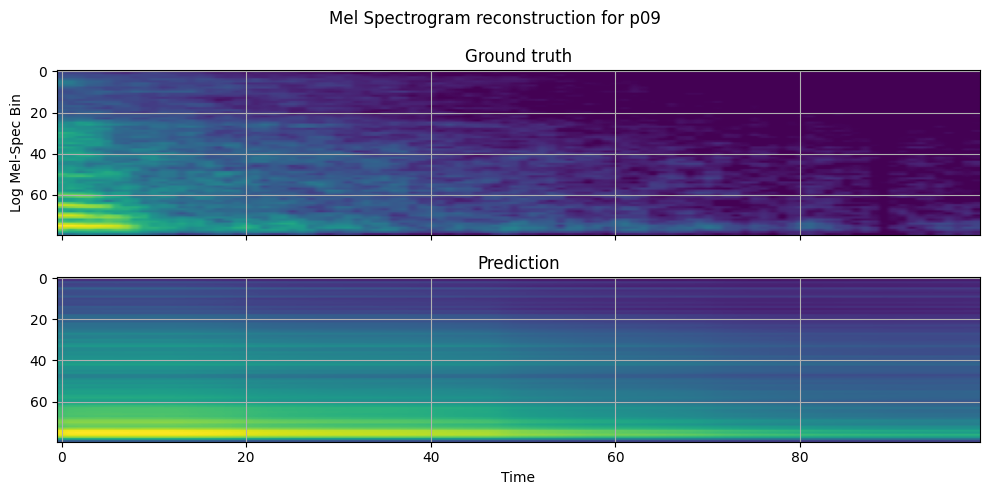 Mel Spectrogram reconstruction for p09
Ground truth
0
20
40
60
Log Mel-Spec Bin
Prediction
0
20
40
60
0 20 40 60 80
Time